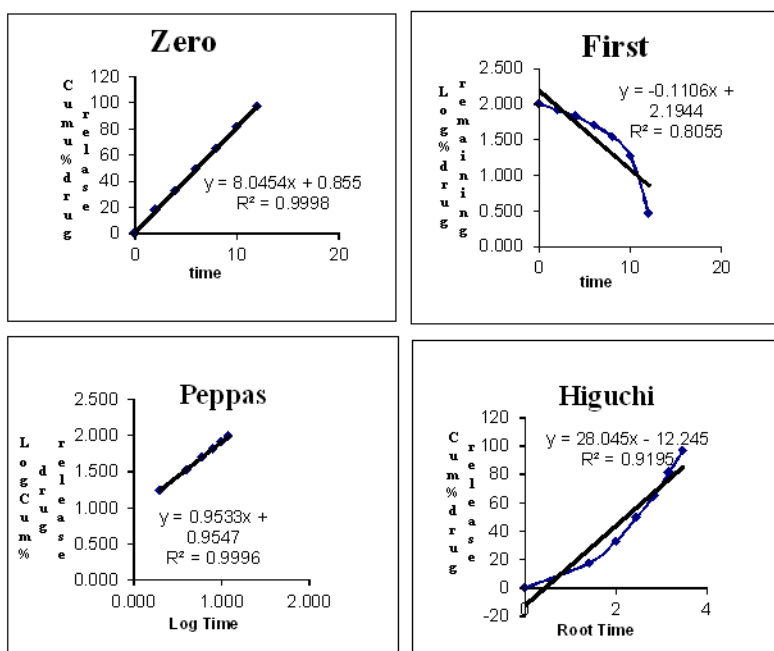 Zero
Cumu%drug
relase
120
100
80
60
40
20
0
y = 8.0454x + 0.855
R² = 0.9998
0 10 20
time
First
Log%drug
remaining
2.500
2.000
1.500
1.000
0.500
0.000
y = -0.1106x +
2.1944
R² = 0.8055
0 10 20
time
Peppas
LogCum%
drug
release
2.500
2.000
1.500
1.000
0.500
0.000
y = 0.9533x +
0.9547
R² = 0.9996
0.000 1.000 2.000
Log Time
Higuchi
Cum%drug
release
120
100
80
60
40
20
0
-20
y = 28.045x - 12.245
R² = 0.9195
0 2 4
Root Time